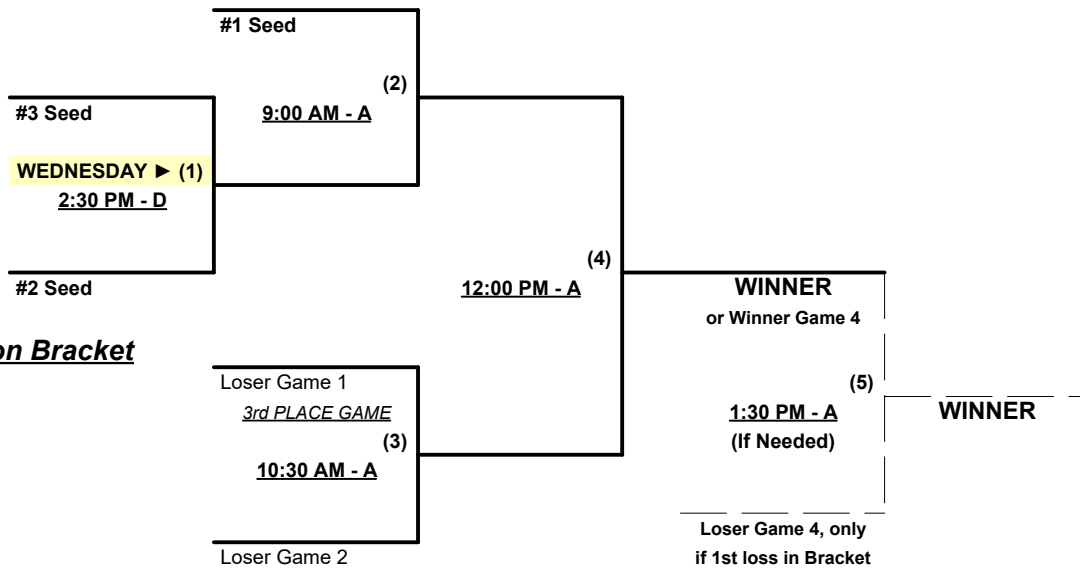 #1 Seed
(2)
9:00 AM - A
#3 Seed
WEDNESDAY ► (1)
2:30 PM - D
#2 Seed
(4)
12:00 PM - A
WINNER
or Winner Game 4
on Bracket
Loser Game 1
3rd PLACE GAME
(3)
10:30 AM - A
Loser Game 2
(5)
1:30 PM - A
(If Needed)
WINNER
Loser Game 4, only
if 1st loss in Bracket